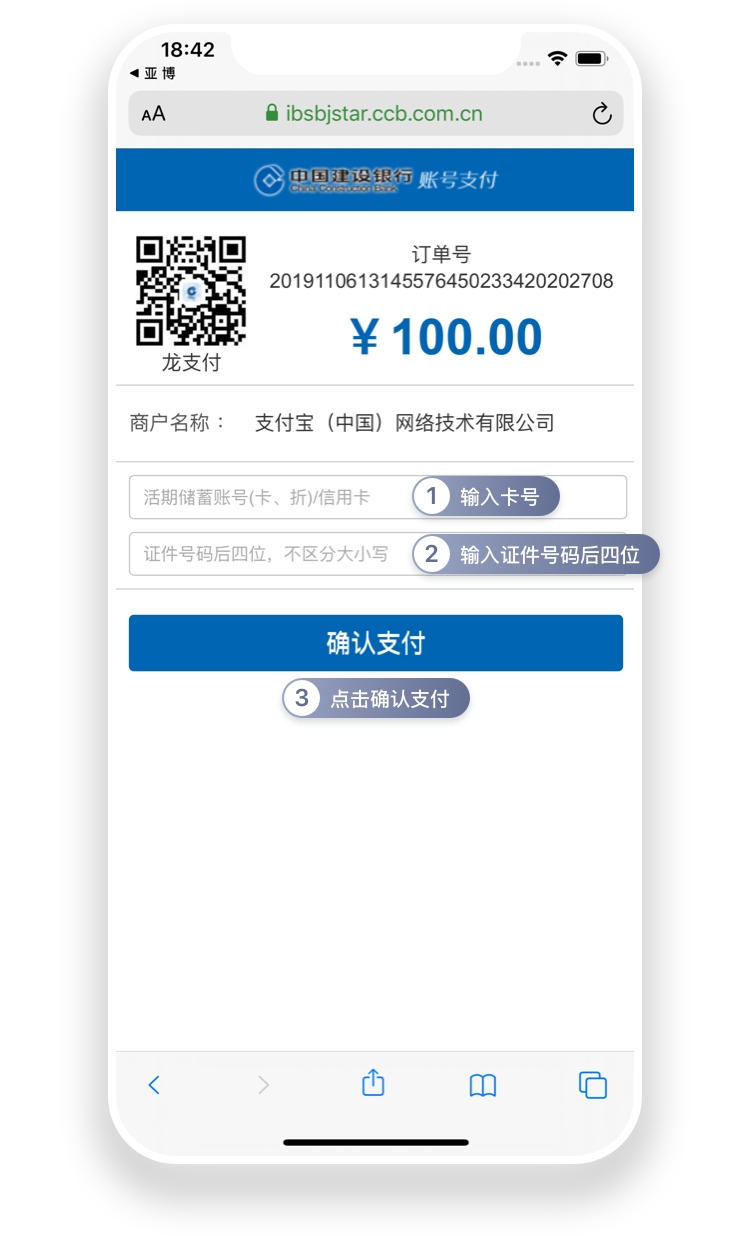 18:42
◀ 亚 博
AA
ibsbjstar.ccb.com.cn
中国建设银行 账号支付
China Construction Bank
订单号
2019110613145576450233420202708
¥ 100.00
龙支付
商户名称： 支付宝（中国）网络技术有限公司
活期储蓄账号(卡、折)/信用卡 1 输入卡号
证件号码后四位，不区分大小写 2 输入证件号码后四位
确认支付
3 点击确认支付